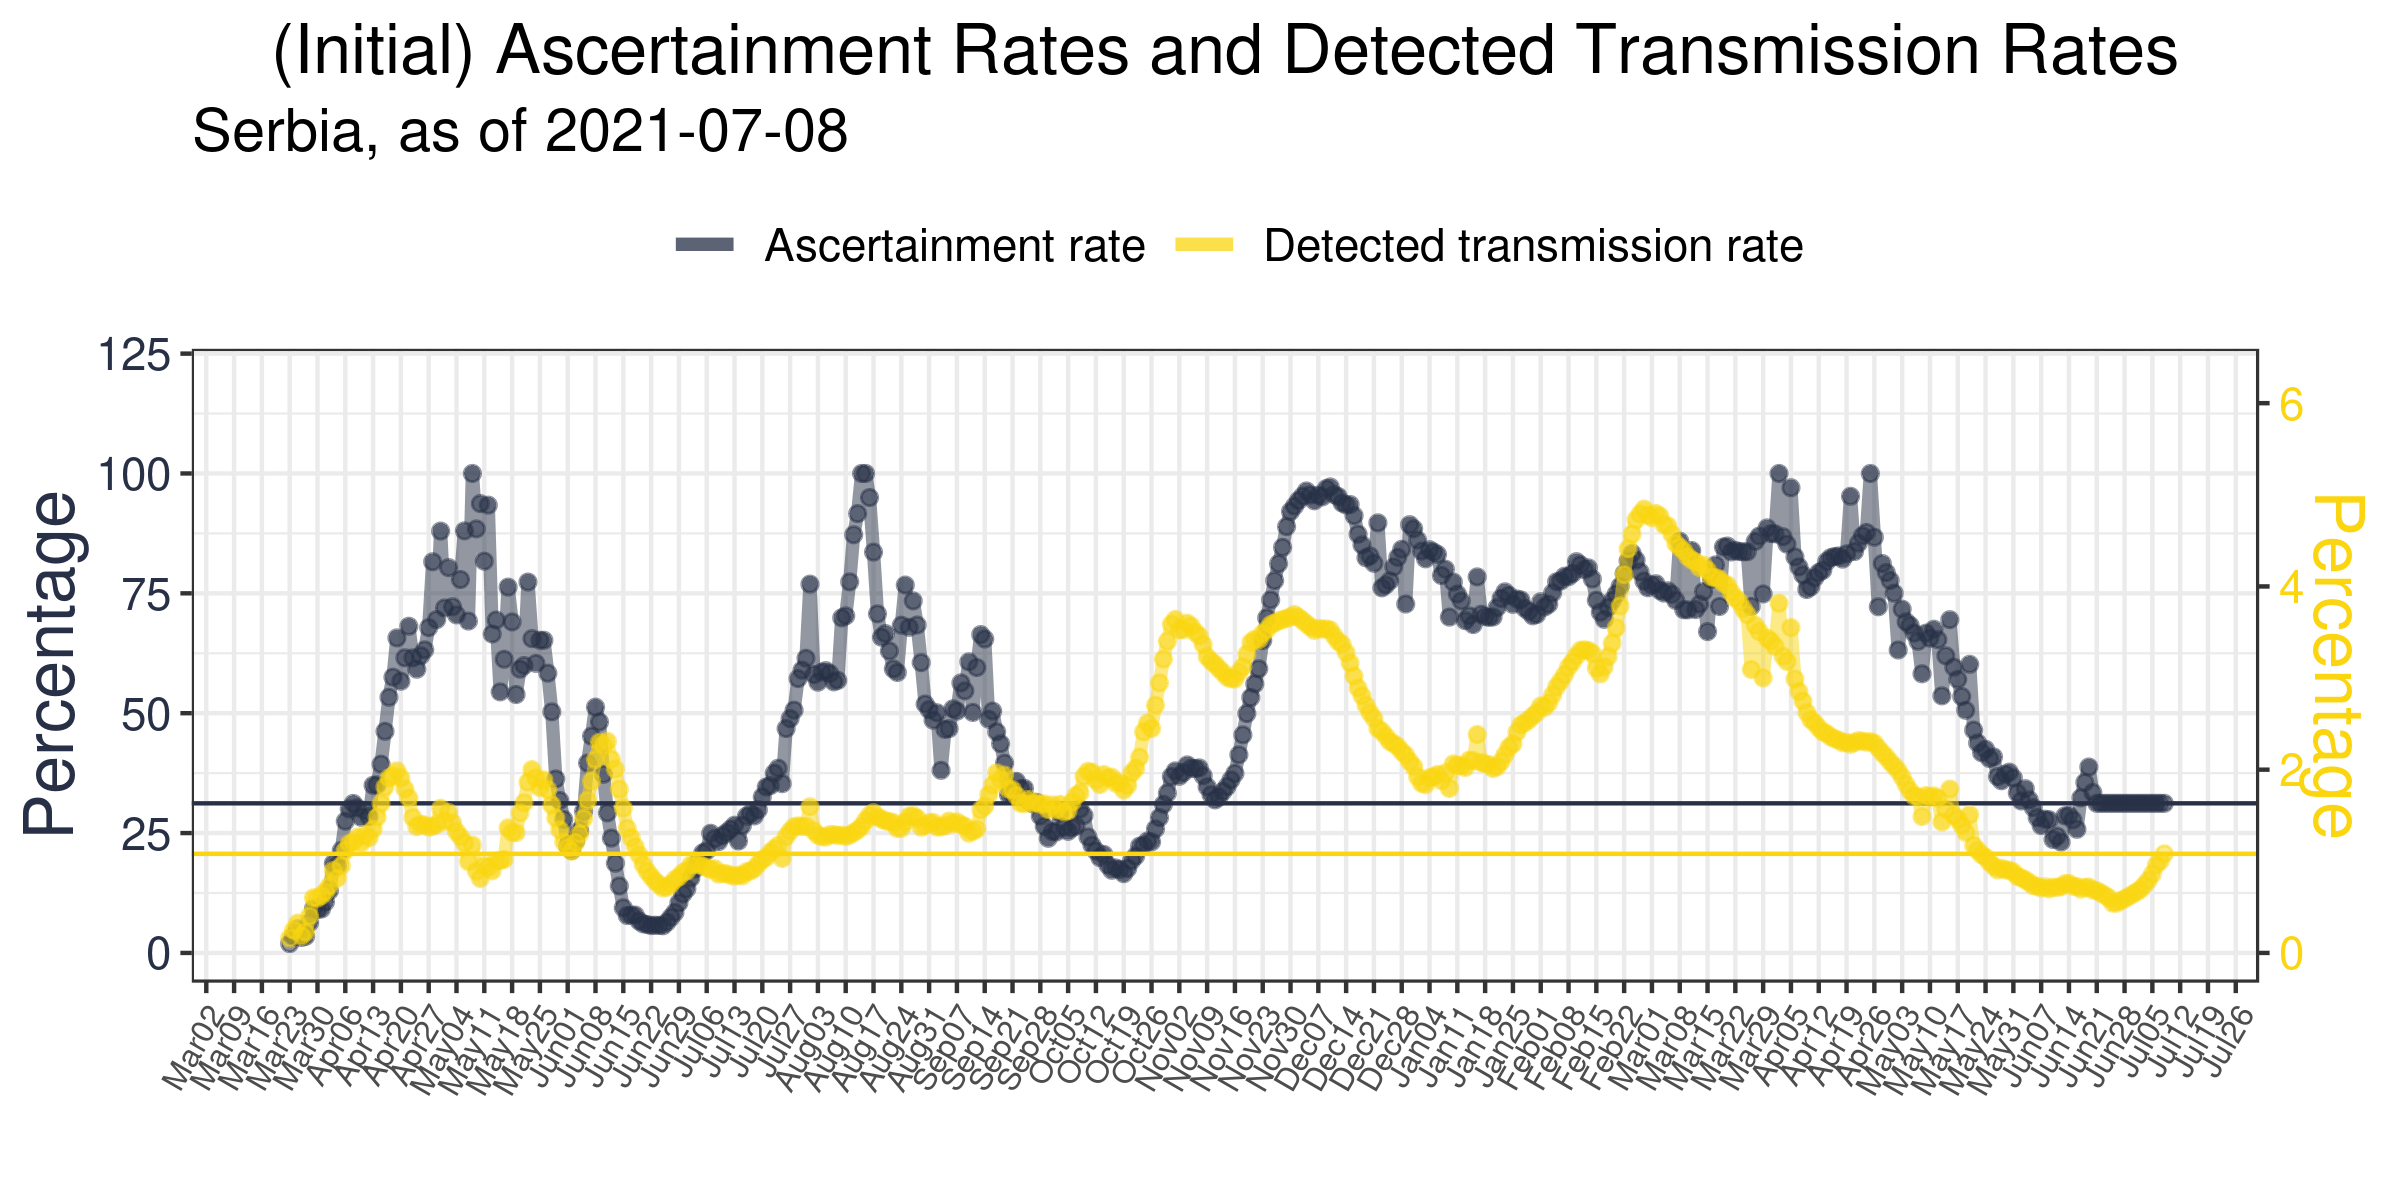 (Initial) Ascertainment Rates and Detected Transmission Rates
Serbia, as of 2021-07-08
Ascertainment rate
Detected transmission rate
Percentage
125
100
75
50
25
0
6
4
2
0
Percentage
Mar02
Mar09
Mar16
Mar23
Mar30
Apr06
Apr13
Apr20
Apr27
May04
May11
May18
May25
Jun01
Jun08
Jun15
Jun22
Jun29
Jul06
Jul13
Jul20
Jul27
Aug03
Aug10
Aug17
Aug24
Aug31
Sep07
Sep14
Sep21
Sep28
Oct05
Oct12
Oct19
Oct26
Nov02
Nov09
Nov16
Nov23
Nov30
Dec07
Dec14
Dec21
Dec28
Jan04
Jan11
Jan18
Jan25
Feb01
Feb08
Feb15
Feb22
Mar01
Mar08
Mar15
Mar22
Mar29
Apr05
Apr12
Apr19
Apr26
May03
May10
May17
May24
May31
Jun07
Jun14
Jun21
Jun28
Jul05
Jul12
Jul19
Jul26